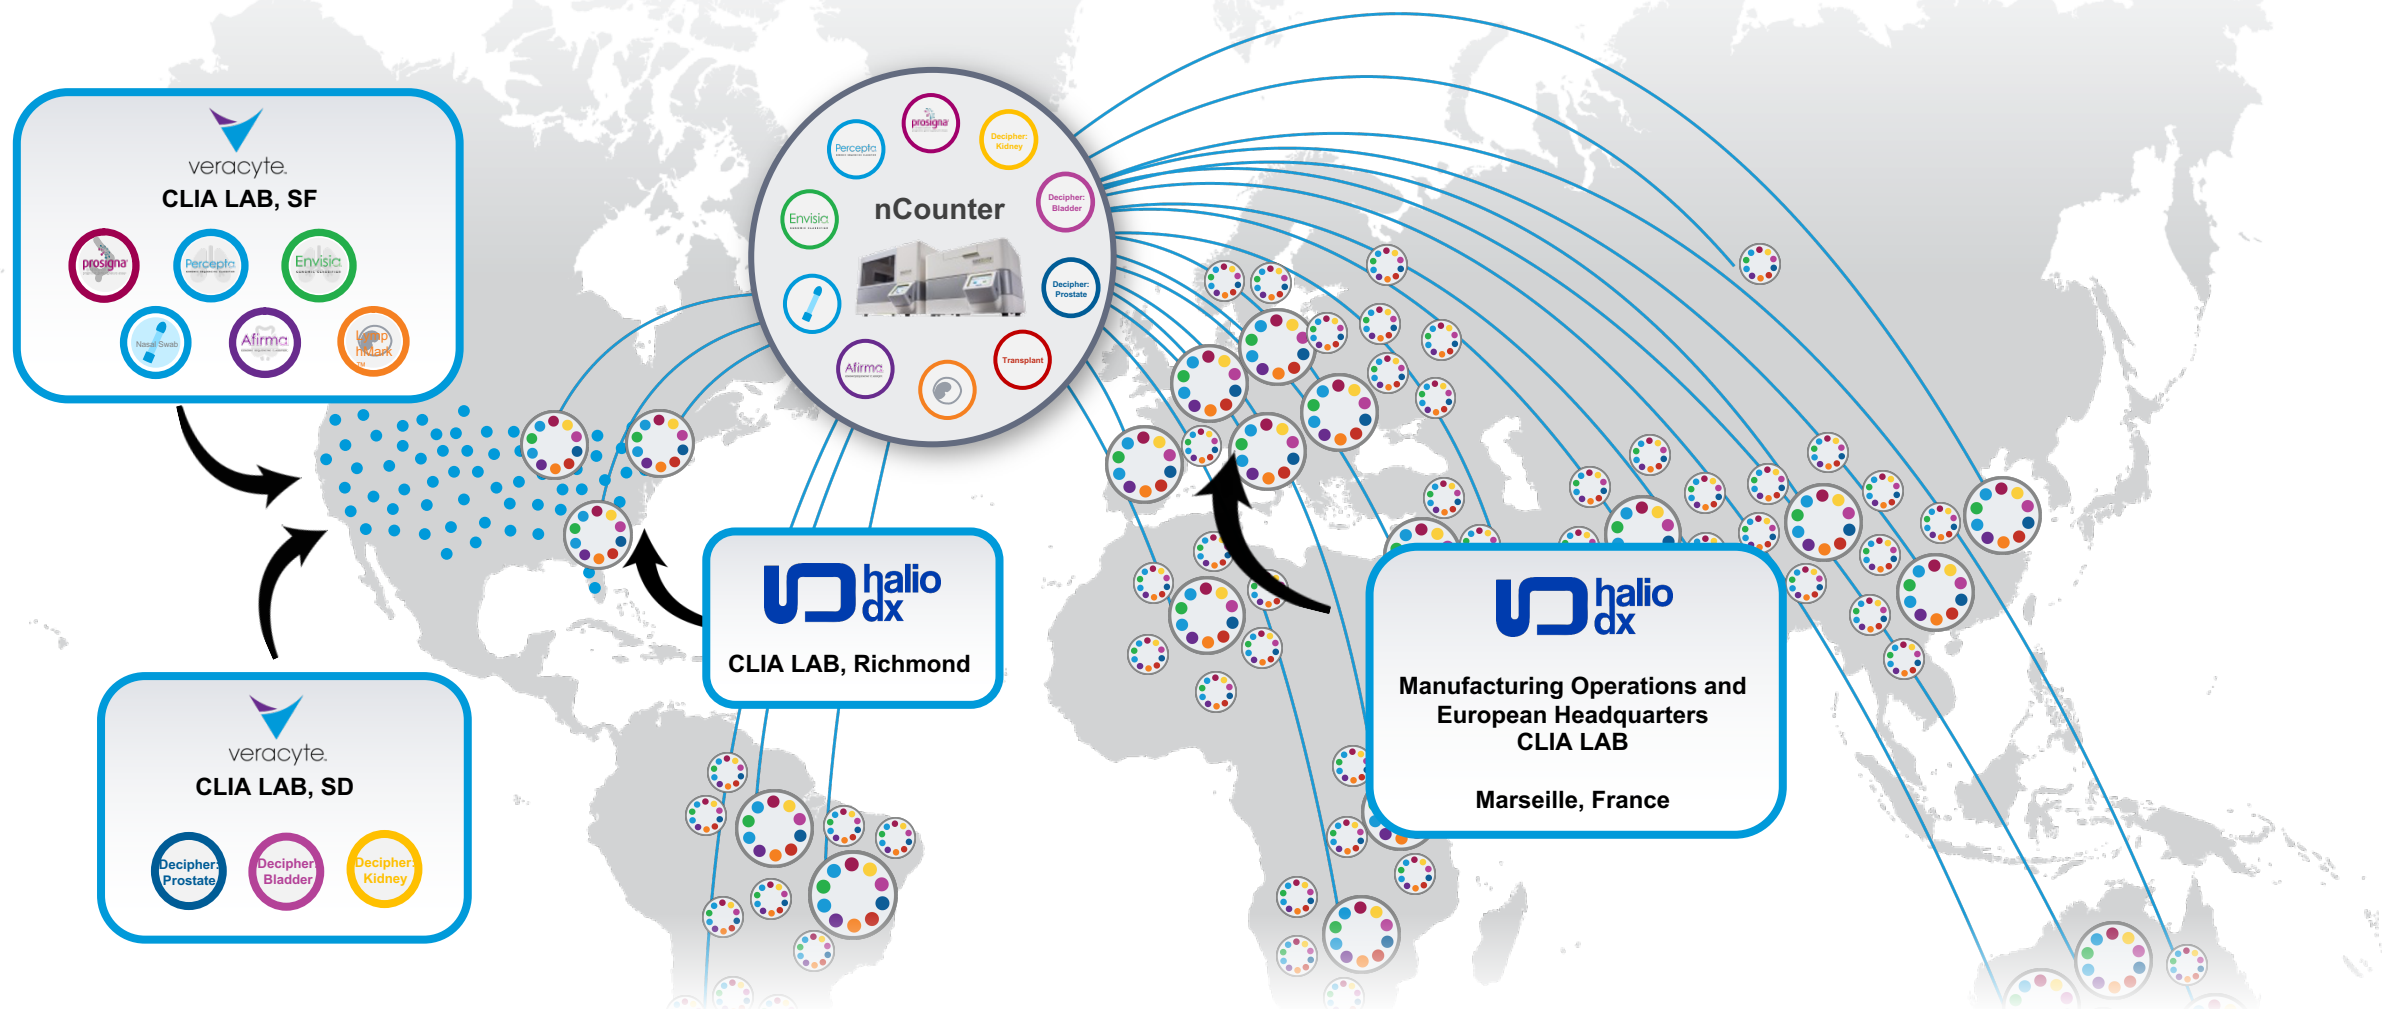 veracyte.
CLIA LAB, SF
prosigna
Percepta
Envisia
Nasal Swab
Afirma
veracyte.
CLIA LAB, SD
Decipher:
Prostate
Decipher:
Bladder
Decipher:
Kidney
prosigna
Percepta
Decipher:
Kidney
Envisia
Decipher:
Bladder
nCounter
Decipher:
Prostate
Afirma
Transplant
halio
dx
CLIA LAB, Richmond
halio
dx
Manufacturing Operations and
European Headquarters
CLIA LAB
Marseille, France